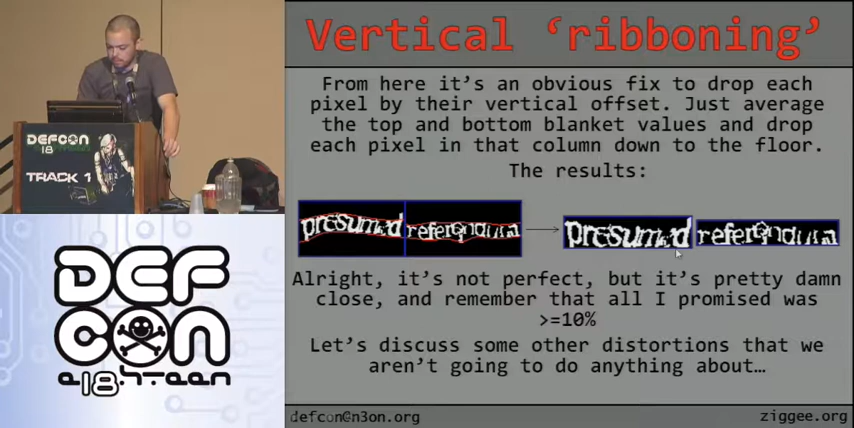 Vertical 'ribboning'
From here it's an obvious fix to drop each
pixel by their vertical offset. Just average
the top and bottom blanket values and drop
each pixel in that column down to the floor.
The results:
presumed referendum presumed referendum
Alright, it's not perfect, but it's pretty damn
close, and remember that all I promised was
>=10%
Let's discuss some other distortions that we
aren't going to do anything about…
defcon@n3on.org
ziggee.org
DEFCON
18
TRACK 1
DEF
CON
e18hteen